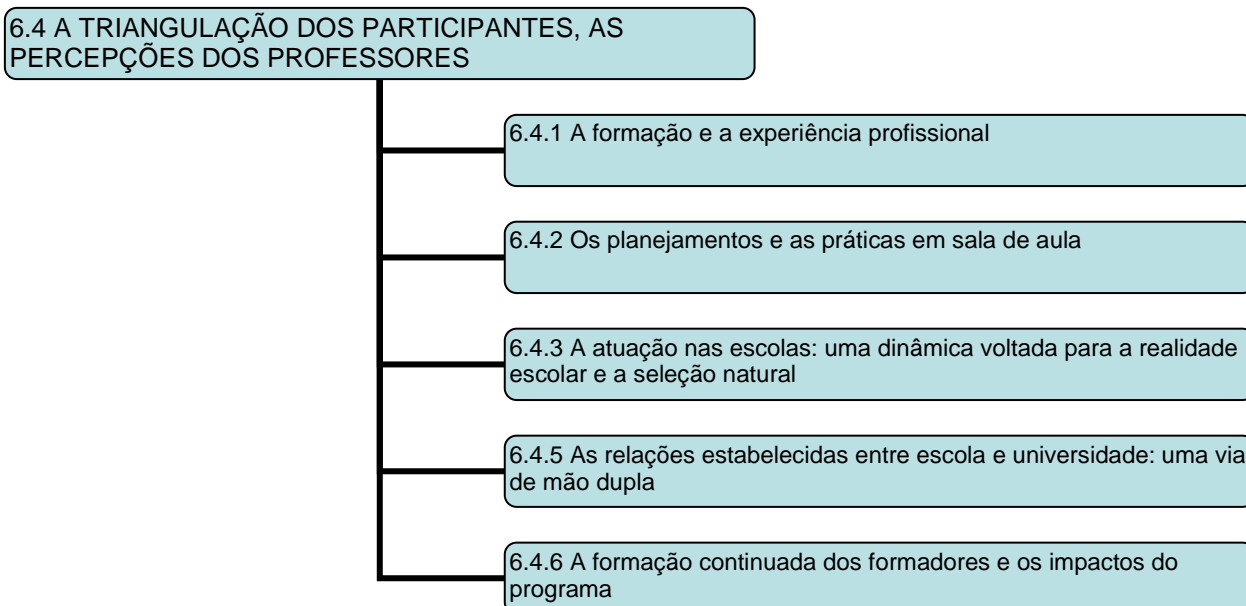 6.4 A TRIANGULAÇÃO DOS PARTICIPANTES, AS
PERCEPÇÕES DOS PROFESSORES
6.4.1 A formação e a experiência profissional
6.4.2 Os planejamentos e as práticas em sala de aula
6.4.3 A atuação nas escolas: uma dinâmica voltada para a realidade
escolar e a seleção natural
6.4.5 As relações estabelecidas entre escola e universidade: uma via
de mão dupla
6.4.6 A formação continuada dos formadores e os impactos do
programa